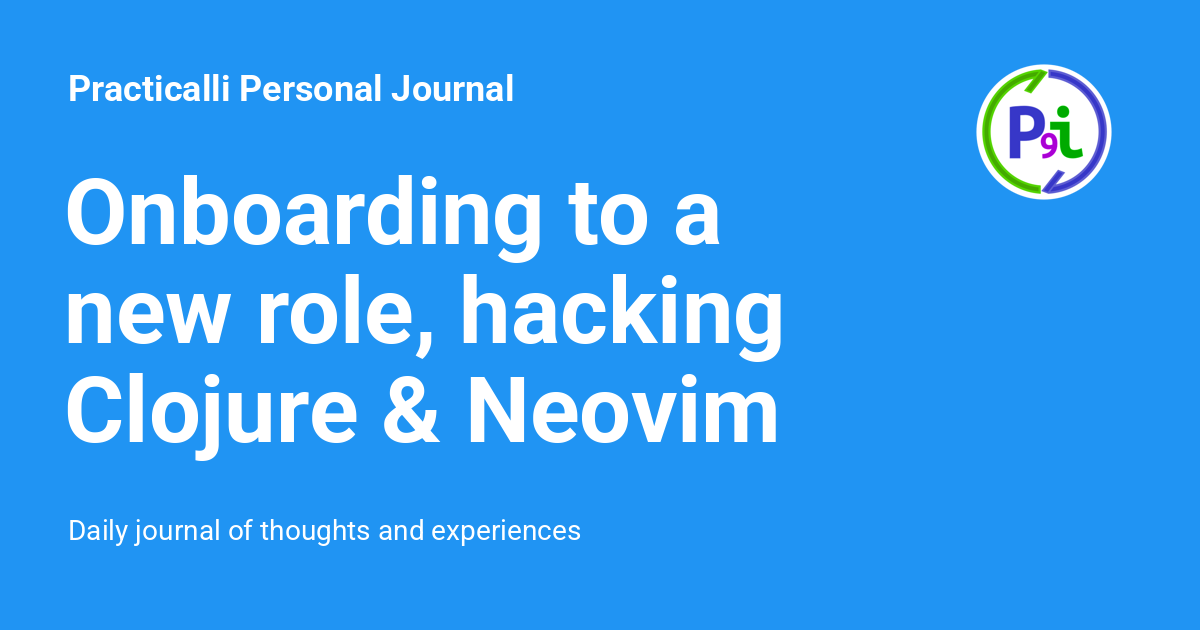 Practicalli Personal Journal
P9i
Onboarding to a
new role, hacking
Clojure & Neovim
Daily journal of thoughts and experiences